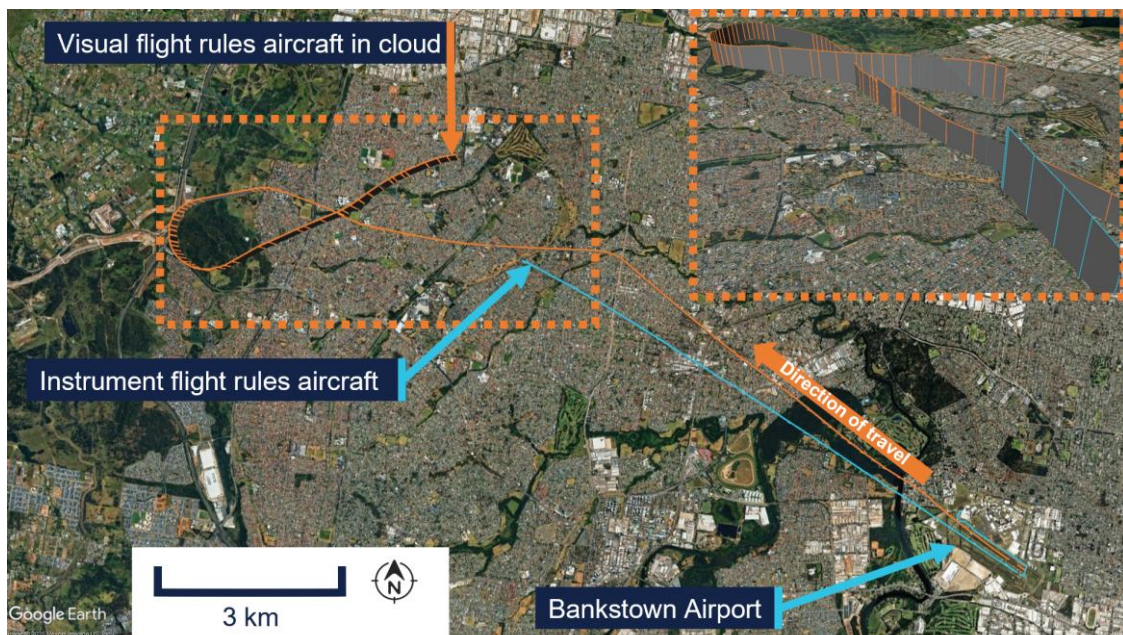 Visual flight rules aircraft in cloud
Instrument flight rules aircraft
Direction of travel
Bankstown Airport
N
3 km
Google Earth